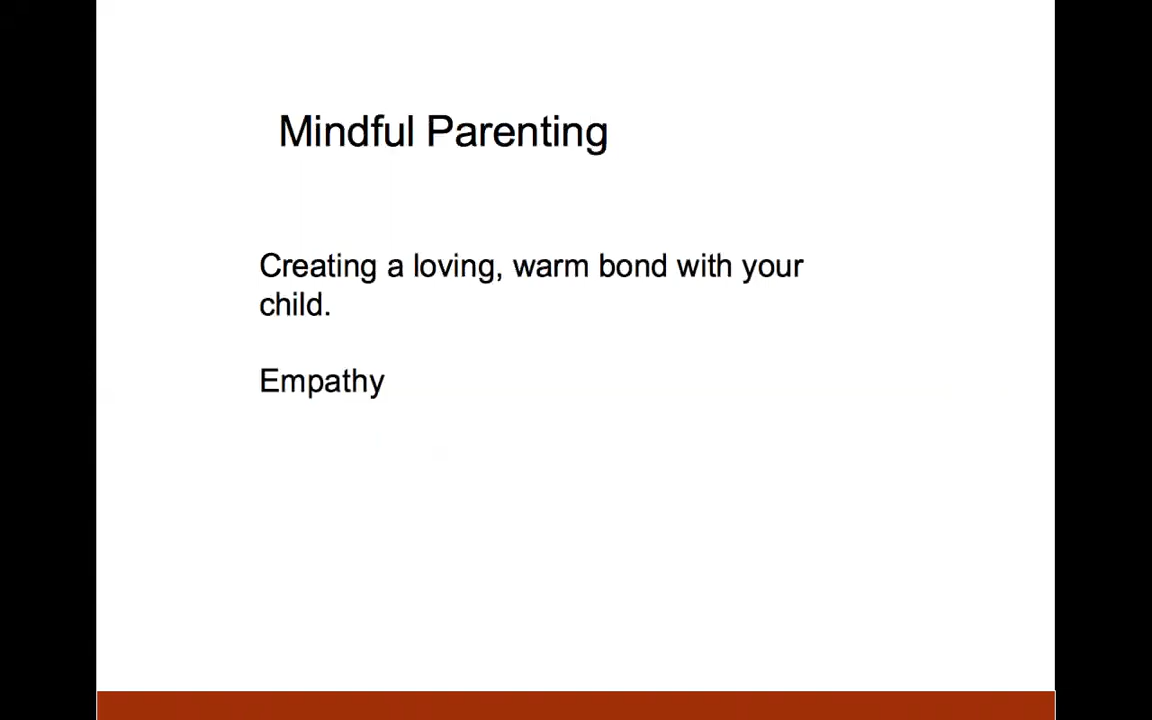 Mindful Parenting
Creating a loving, warm bond with your
child.
Empathy